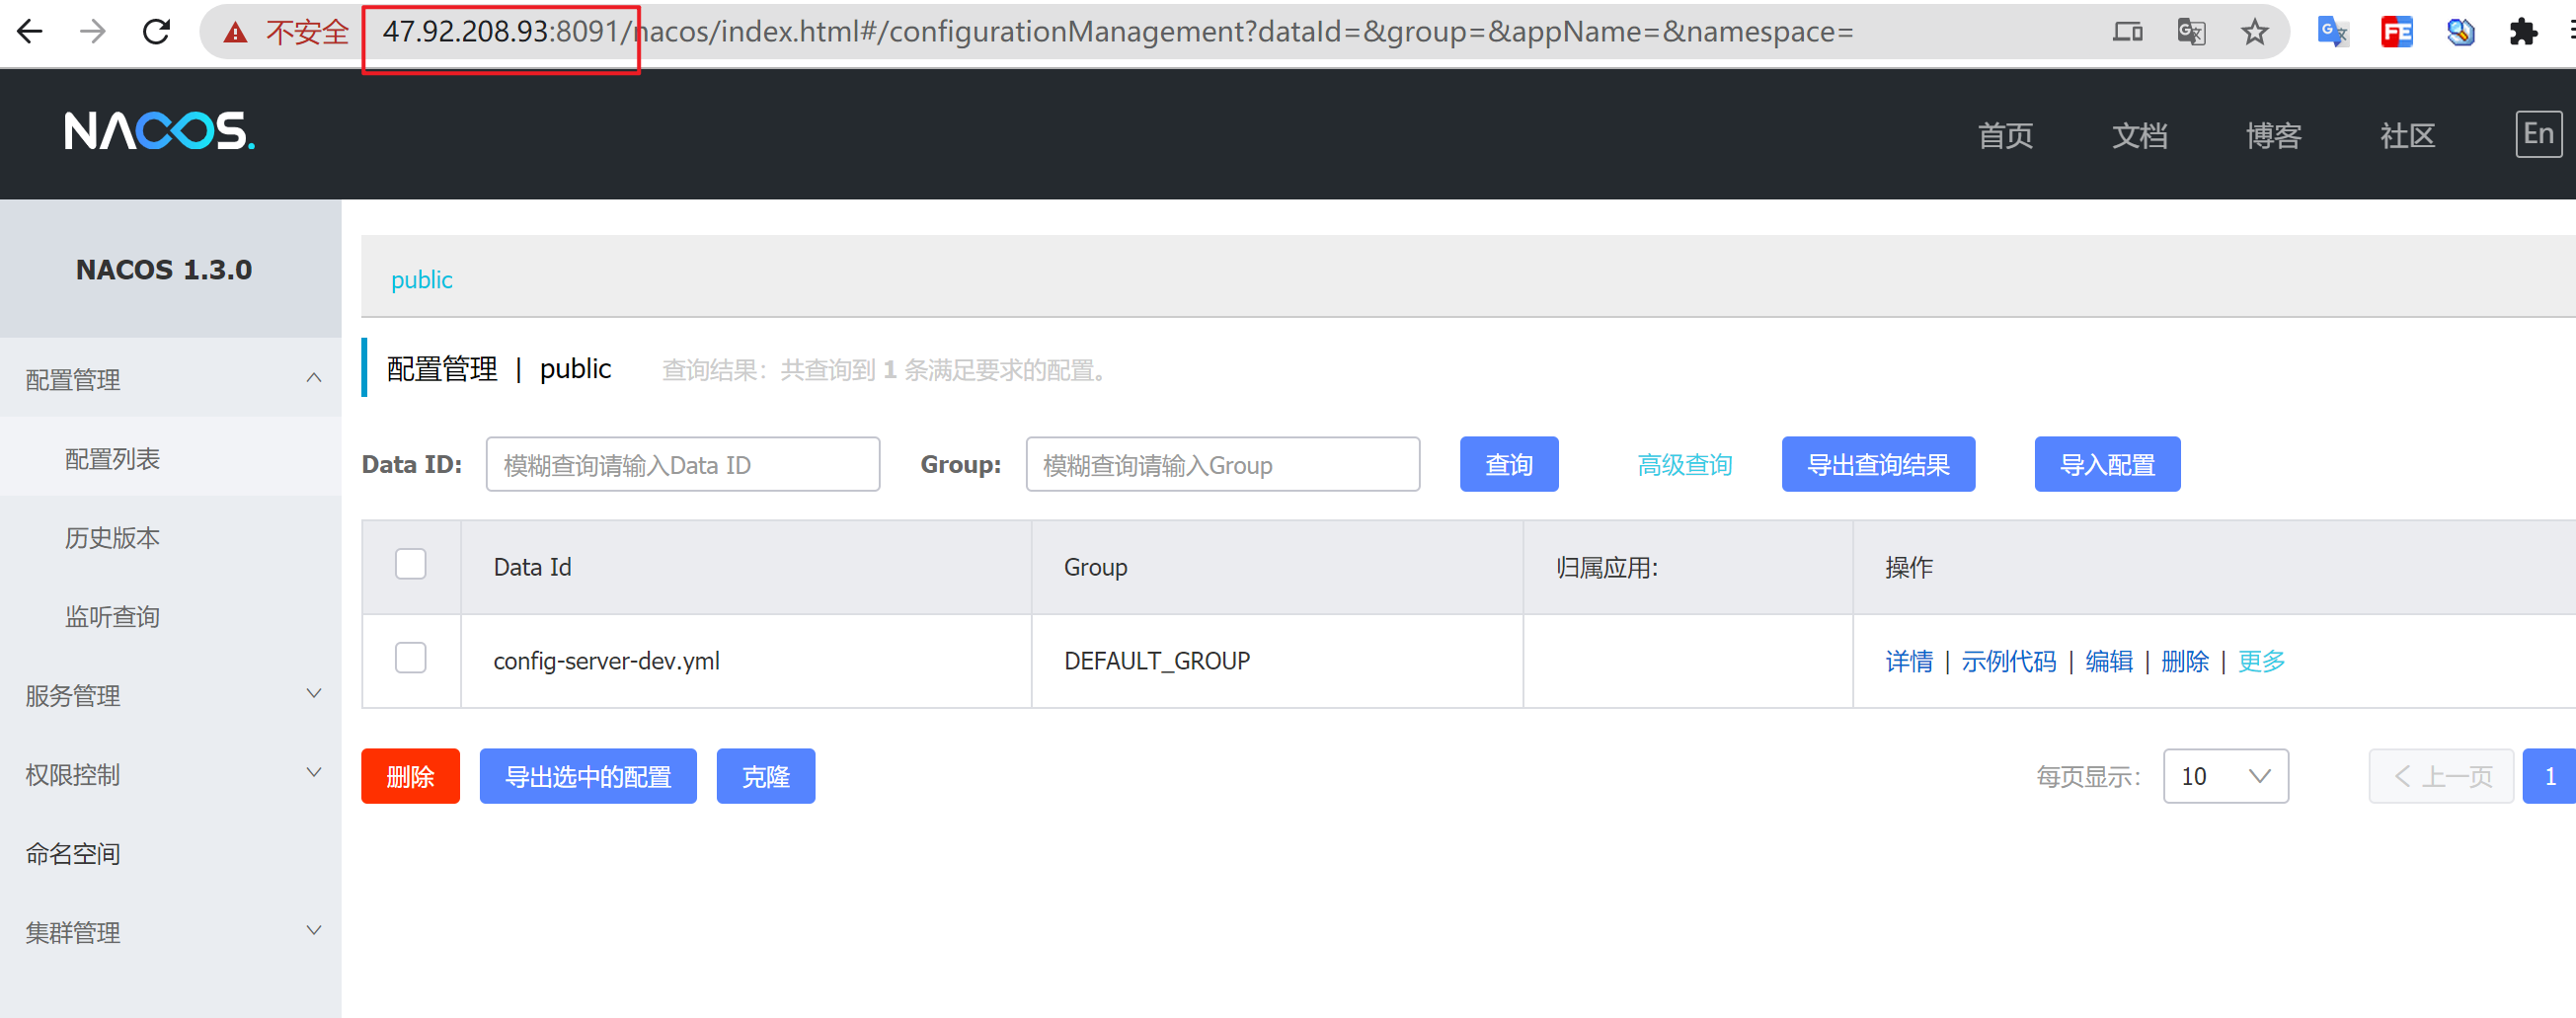 不安全 47.92.208.93:8091/nacos/index.html#/configurationManagement?dataId=&group=&appName=&namespace=
NACOS.
首页 文档 博客 社区 En
NACOS 1.3.0
配置管理
配置列表
历史版本
监听查询
服务管理
权限控制
命名空间
集群管理
public
配置管理 | public 查询结果：共查询到 1 条满足要求的配置。
Data ID: 模糊查询请输入Data ID Group: 模糊查询请输入Group 查询 高级查询 导出查询结果 导入配置
Data Id Group 归属应用: 操作
config-server-dev.yml DEFAULT_GROUP 详情 | 示例代码 | 编辑 | 删除 | 更多
删除 导出选中的配置 克隆 每页显示: 10 上一页 1